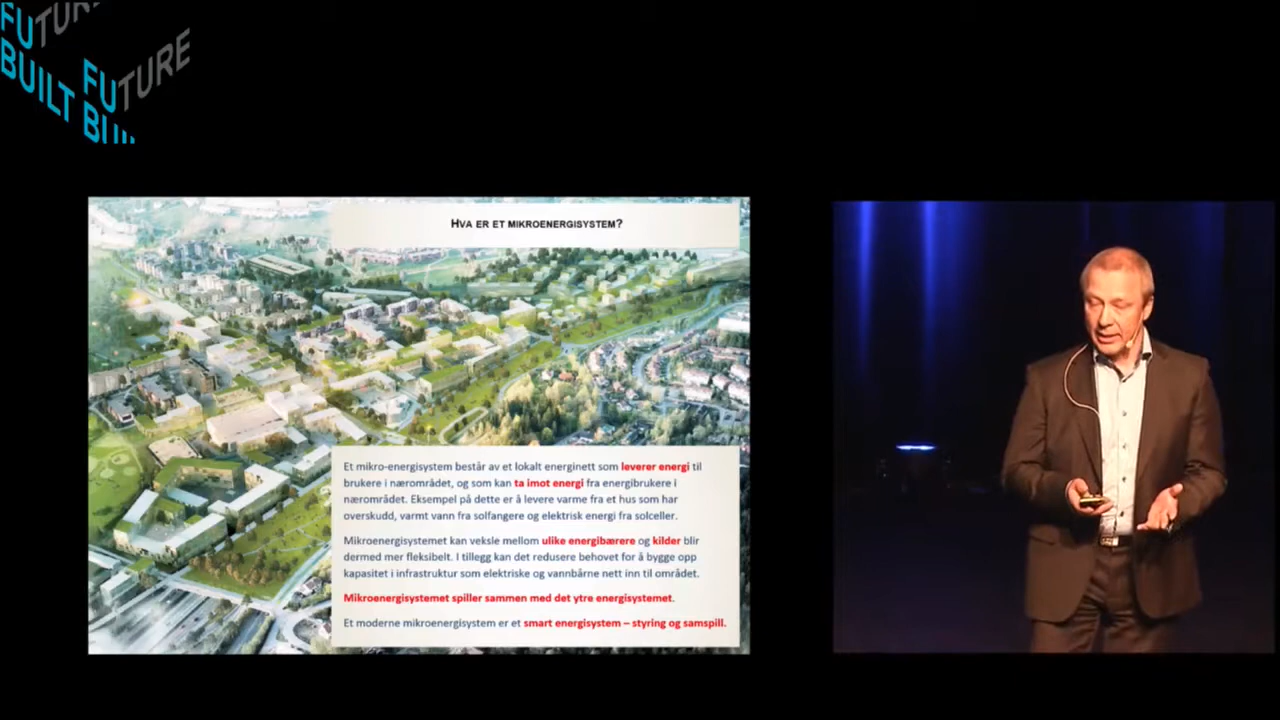 FUTURE
BUILT
FUTURE
BUILT
HVA ER ET MIKROENERGISYSTEM?
Et mikro-energisystem består av et lokalt energinett som leverer energi til
brukere i nærområdet, og som kan ta imot energi fra energibrukere i
nærområdet. Eksempel på dette er å levere varme fra et hus som har
overskudd, varmt vann fra solfangere og elektrisk energi fra solceller.
Mikroenergisystemet kan veksle mellom ulike energibærere og kilder blir
dermed mer fleksibelt. I tillegg kan det redusere behovet for å bygge opp
kapasitet i infrastruktur som elektriske og vannbårne nett inn til området.
Mikroenergisystemet spiller sammen med det ytre energisystemet.
Et moderne mikroenergisystem er et smart energisystem – styring og samspill.